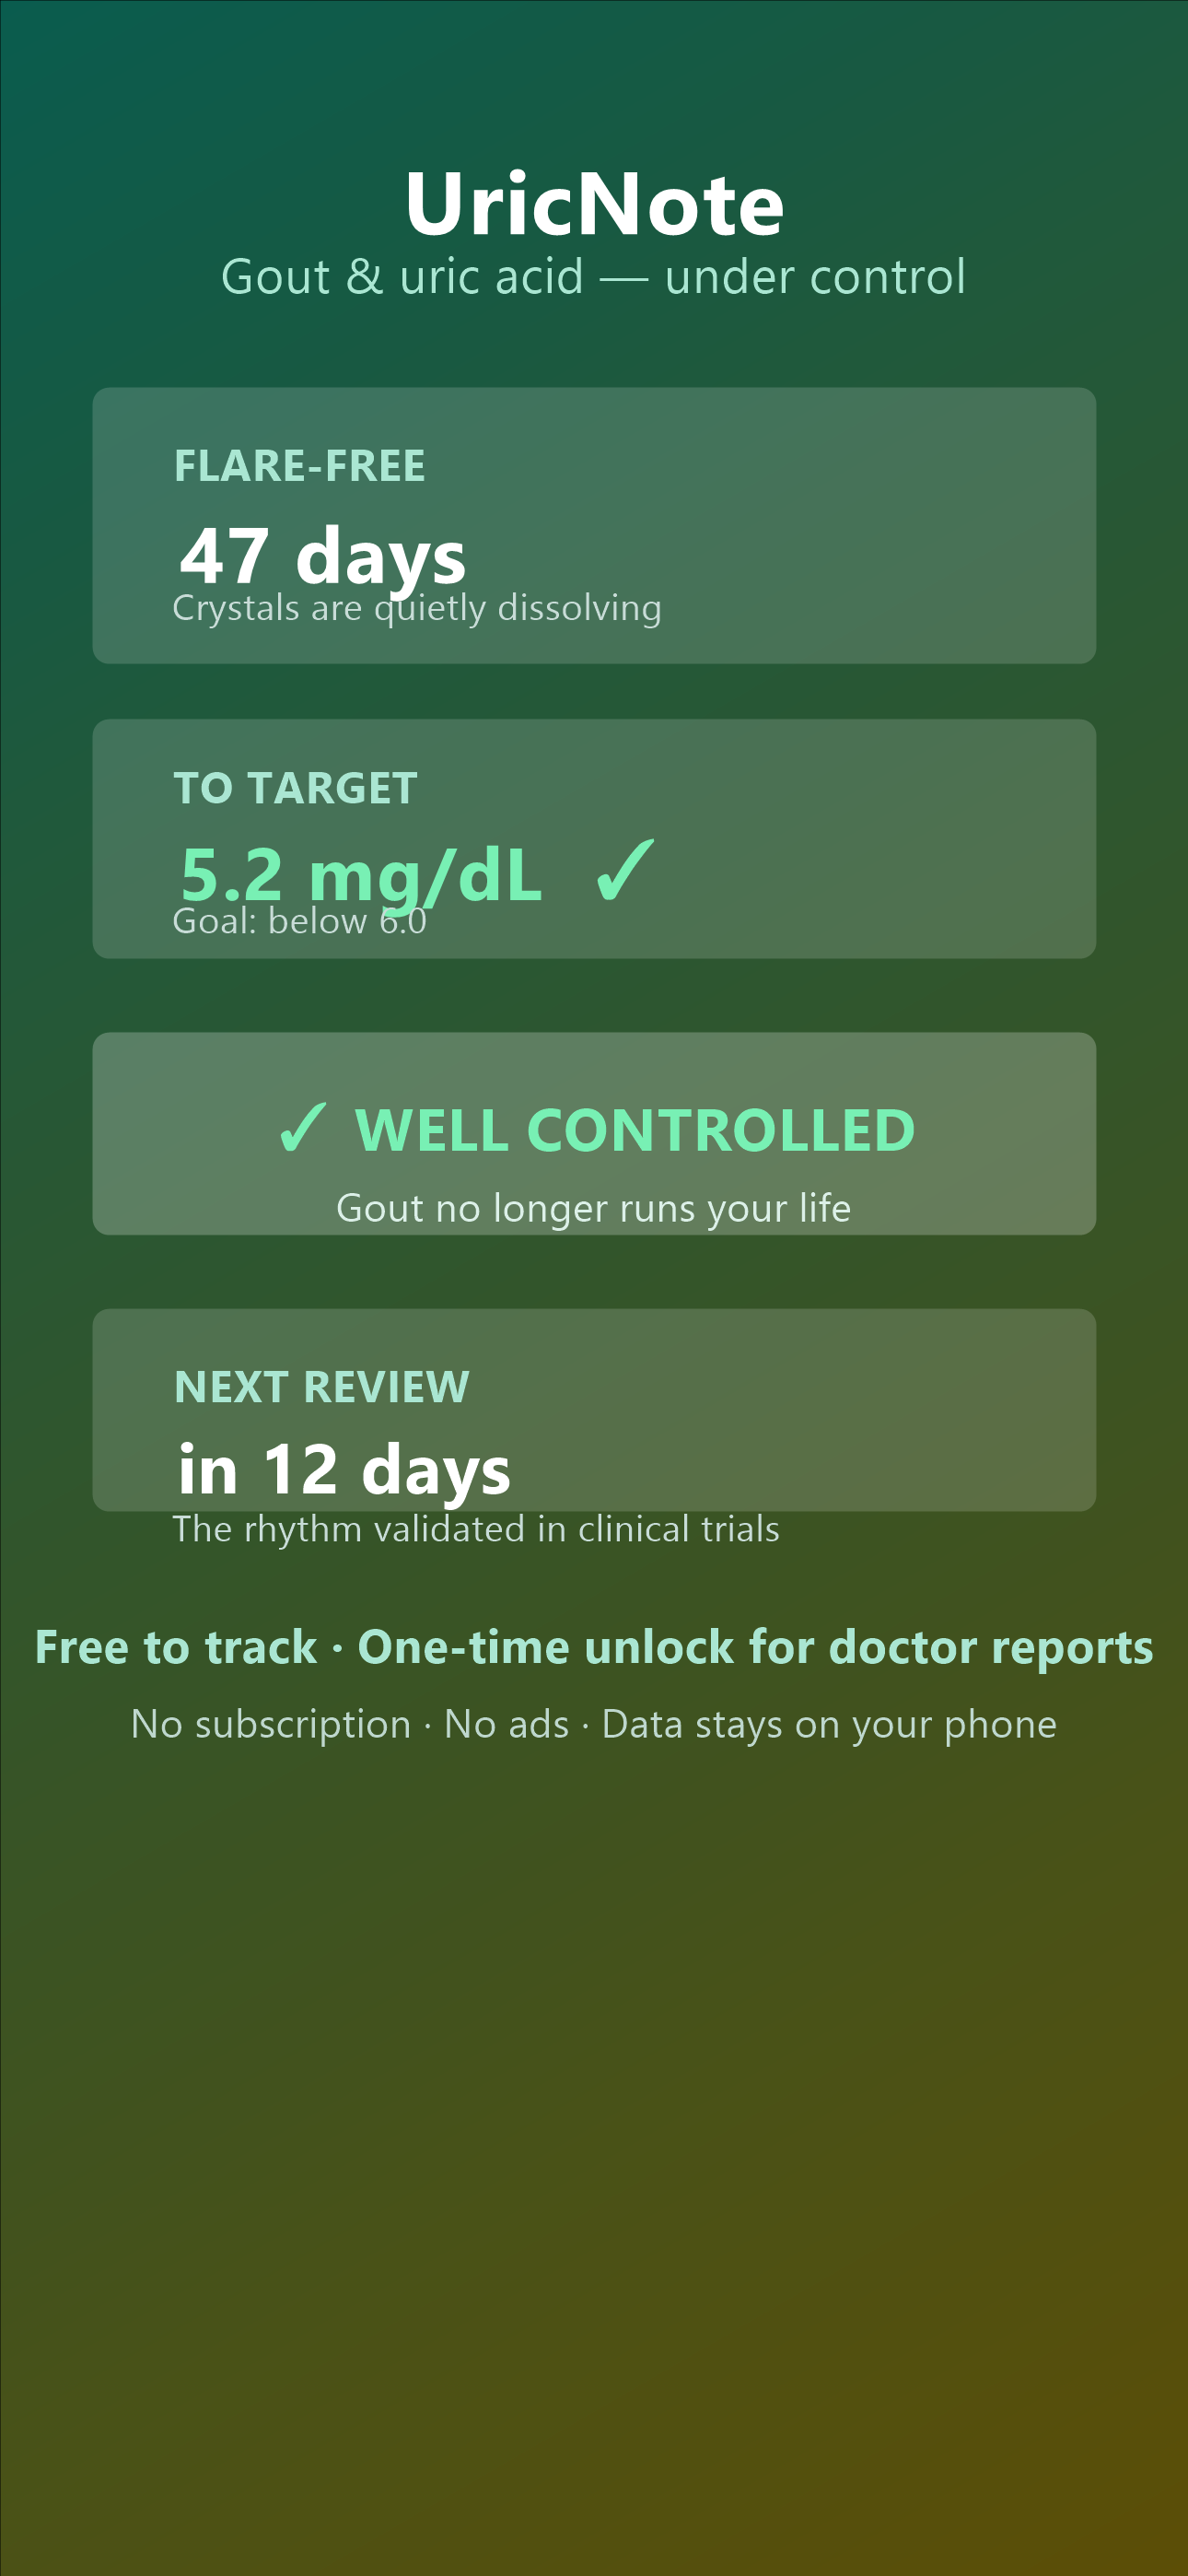 UricNote
Gout & uric acid — under control
FLARE-FREE
47 days
Crystals are quietly dissolving
TO TARGET
5.2 mg/dL ✓
Goal: below 6.0
✓ WELL CONTROLLED
Gout no longer runs your life
NEXT REVIEW
in 12 days
The rhythm validated in clinical trials
Free to track · One-time unlock for doctor reports
No subscription · No ads · Data stays on your phone